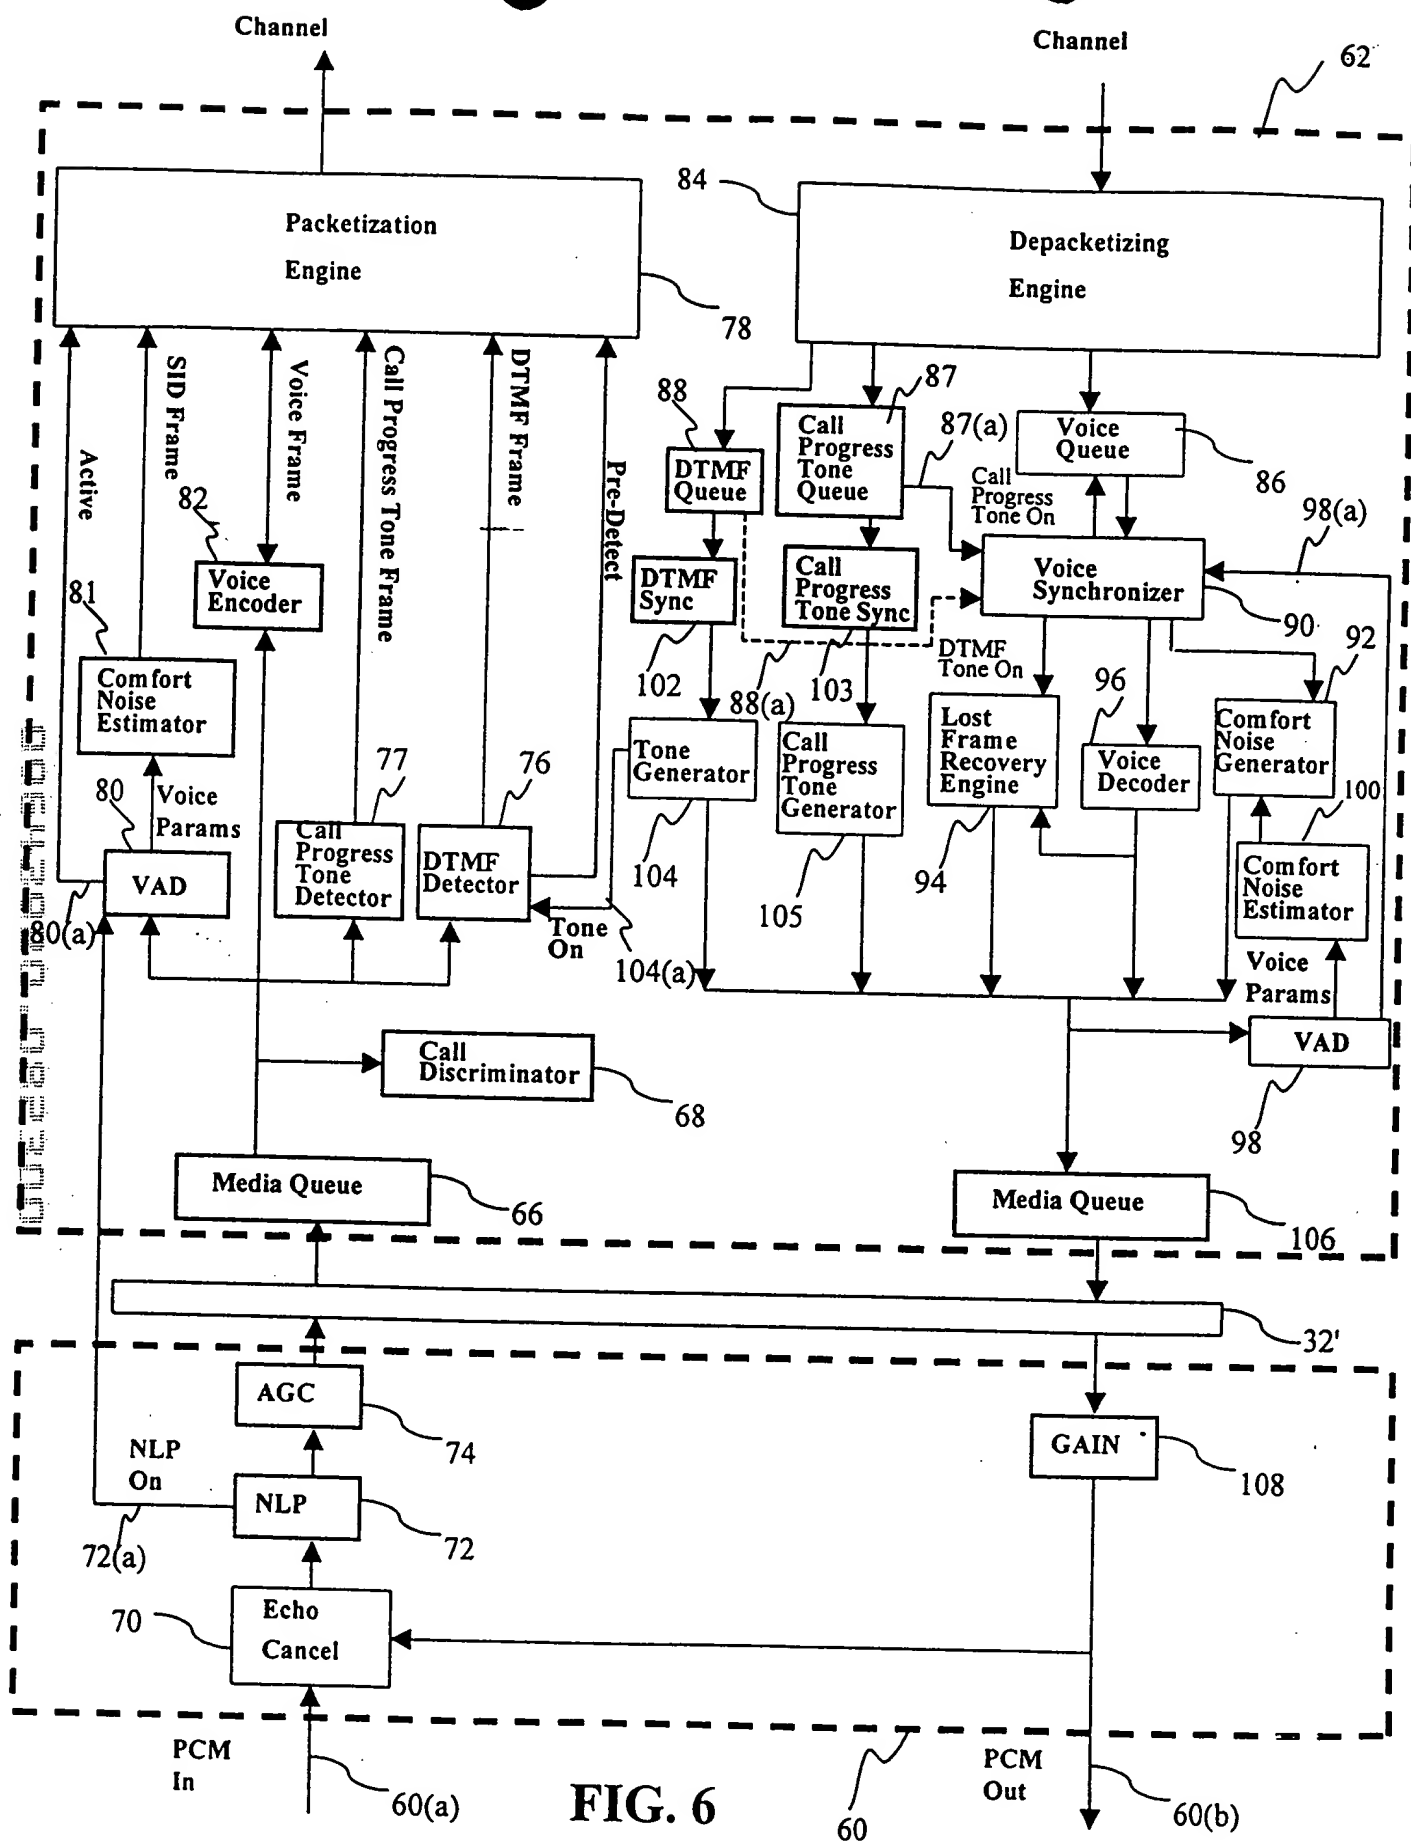 Channel
Channel
62
84
Packetization
Engine
Depacketizing
Engine
78
Active
SID Frame
Voice Frame
Call Progress Tone Frame
DTMF Frame
Pre-Detect
88
87
87(a)
DTMF
Queue
Call
Progress
Tone
Queue
Voice
Queue
86
Call
Progress
Tone On
98(a)
82
Voice
Encoder
81
DTMF
Sync
Call
Progress
Tone Sync
Voice
Synchronizer
90
92
102
88(a)
103
DTMF
Tone On
96
Comfort
Noise
Estimator
80
Voice
Params
77
76
Tone
Generator
Call
Progress
Tone
Generator
Lost
Frame
Recovery
Engine
Voice
Decoder
Comfort
Noise
Generator
100
VAD
80(a)
Call
Progress
Tone
Detector
DTMF
Detector
Tone
On
104
104(a)
105
94
Comfort
Noise
Estimator
Voice
Params
Call
Discriminator
68
VAD
98
Media Queue
66
Media Queue
106
32'
AGC
74
GAIN
108
NLP
On
NLP
72
72(a)
70
Echo
Cancel
PCM
In
60(a)
FIG. 6
60
PCM
Out
60(b)